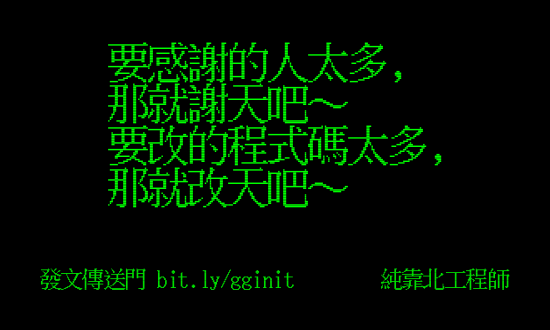 要感謝的人太多，
那就謝天吧～
要改的程式碼太多，
那就改天吧～
發文傳送門 bit.ly/gginit 純靠北工程師